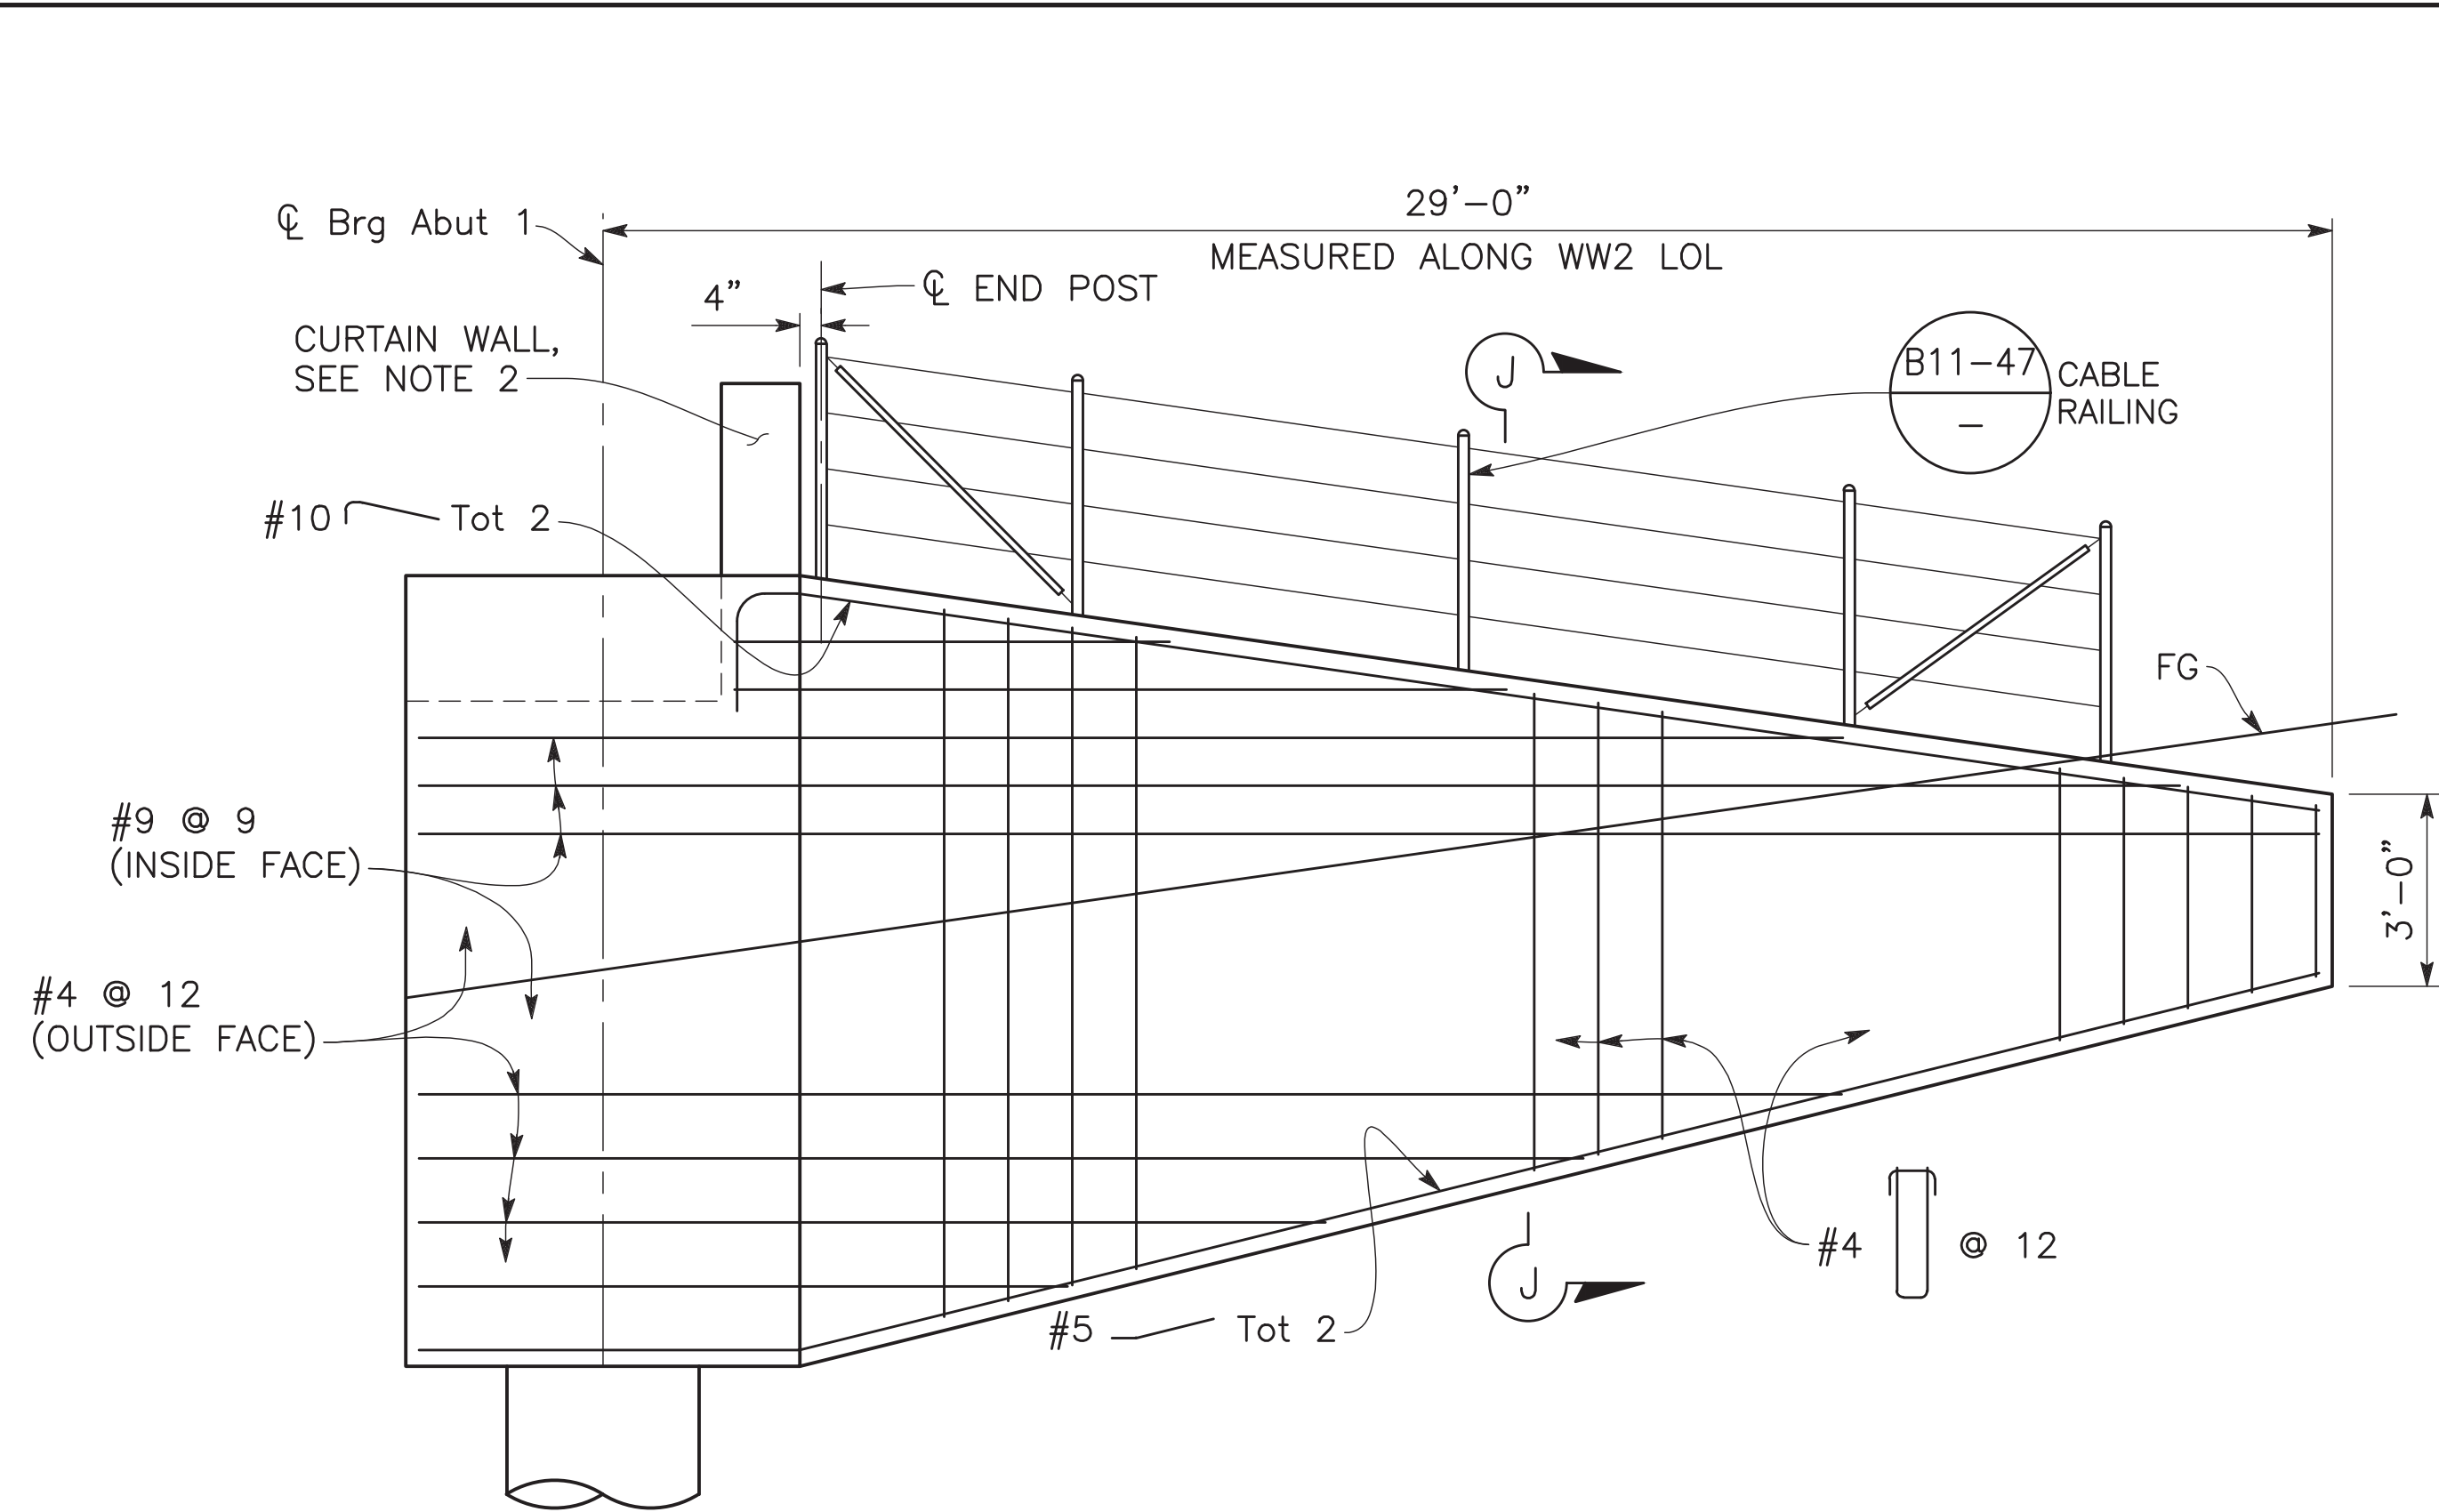 29'-0"
℄ Brg Abut 1
MEASURED ALONG WW2 LOL
℄ END POST
4"
CURTAIN WALL,
SEE NOTE 2
J
B11-47
-
CABLE
RAILING
#10 Tot 2
FG
#9 @ 9
(INSIDE FACE)
3'-0"
#4 @ 12
(OUTSIDE FACE)
#4 @ 12
J
#5 Tot 2